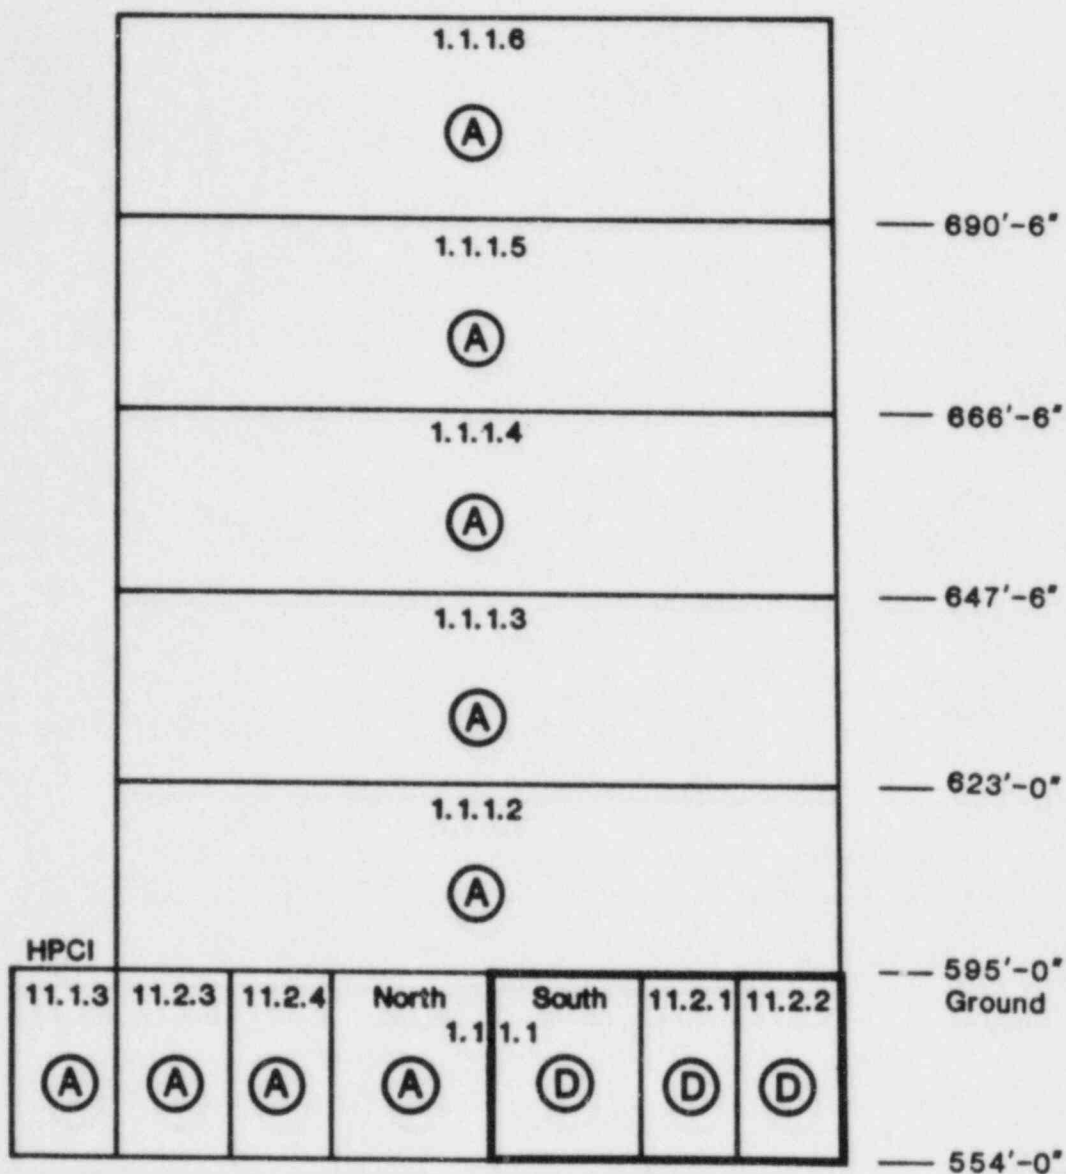 1.1.1.6
A
690'-6"
1.1.1.5
A
666'-6"
1.1.1.4
A
647'-6"
1.1.1.3
A
623'-0"
1.1.1.2
A
HPCI
595'-0"
Ground
11.1.3 11.2.3 11.2.4 North South 11.2.1 11.2.2
1.1.1.1
A A A A D D D
554'-0"